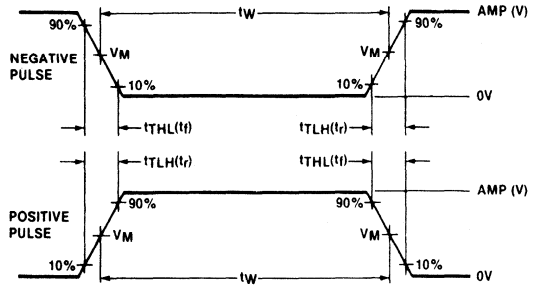 tW
AMP (V)
90%
90%
NEGATIVE
PULSE
VM
VM
10%
10%
0V
tTHL(tf)
tTLH(tr)
tTLH(tr)
tTHL(tf)
AMP (V)
90%
90%
POSITIVE
PULSE
VM
VM
10%
10%
tW
0V